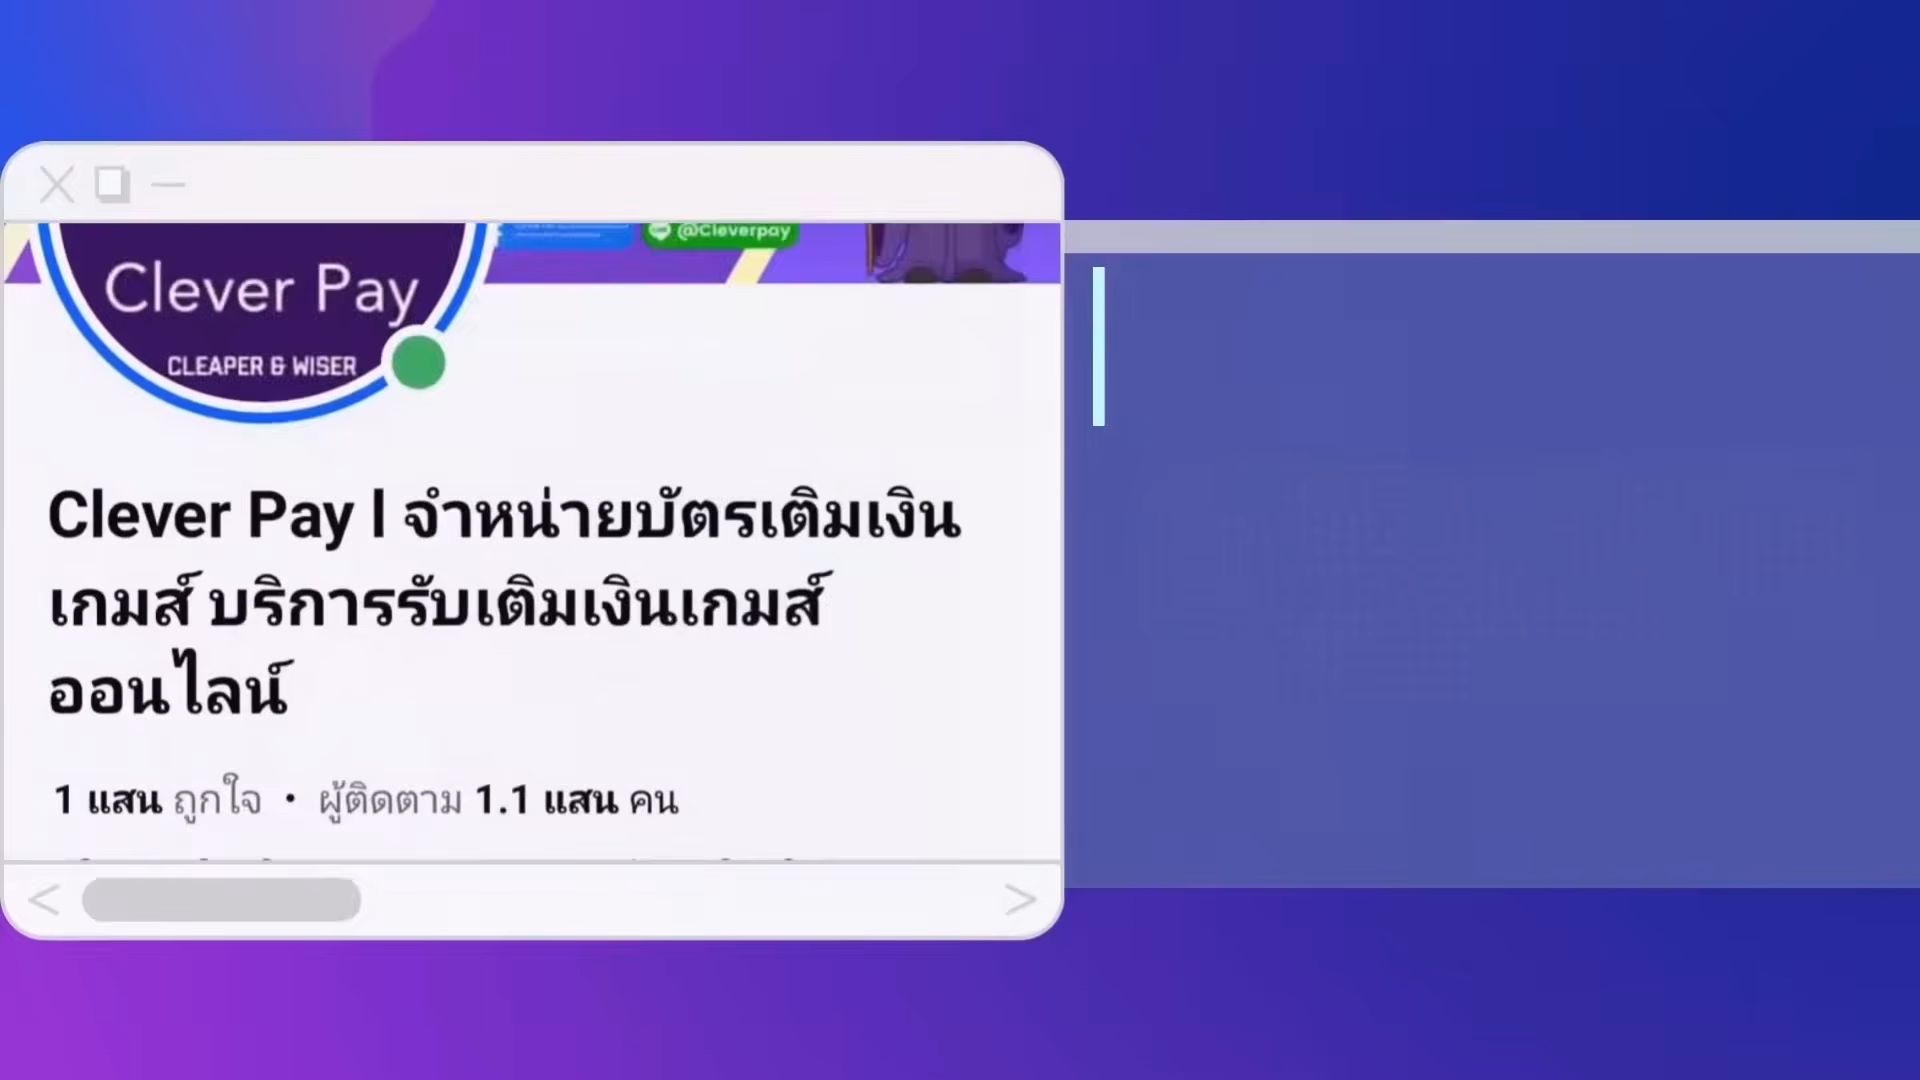 @Cleverpay
Clever Pay
CLEAPER & WISER
Clever Pay l จำหน่ายบัตรเติมเงิน
เกมส์ บริการรับเติมเงินเกมส์
ออนไลน์
1 แสน ถูกใจ • ผู้ติดตาม 1.1 แสน คน